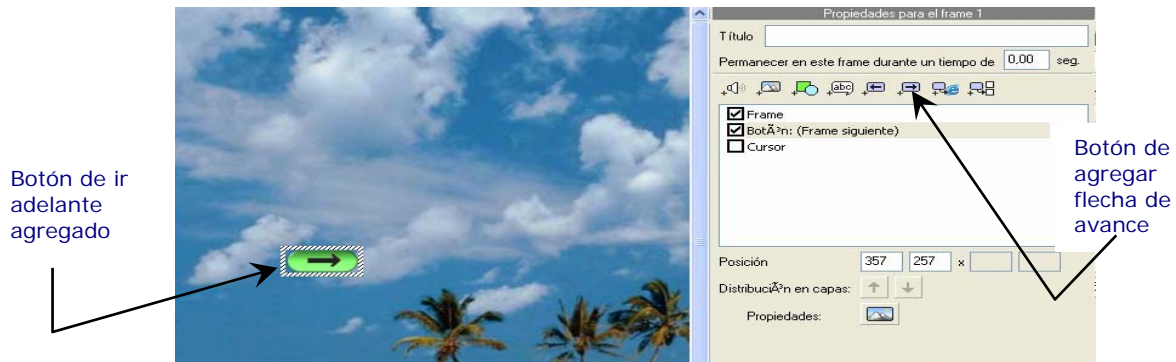 Propiedades para el frame 1
Título
Permanecer en este frame durante un tiempo de 0,00 seg.
abc
Frame
BotÃ³n: (Frame siguiente)
Cursor
Botón de ir
adelante
agregado
Botón de
agregar
flecha de
avance
Posición 357 257 x
DistribuciÃ³n en capas:
Propiedades: